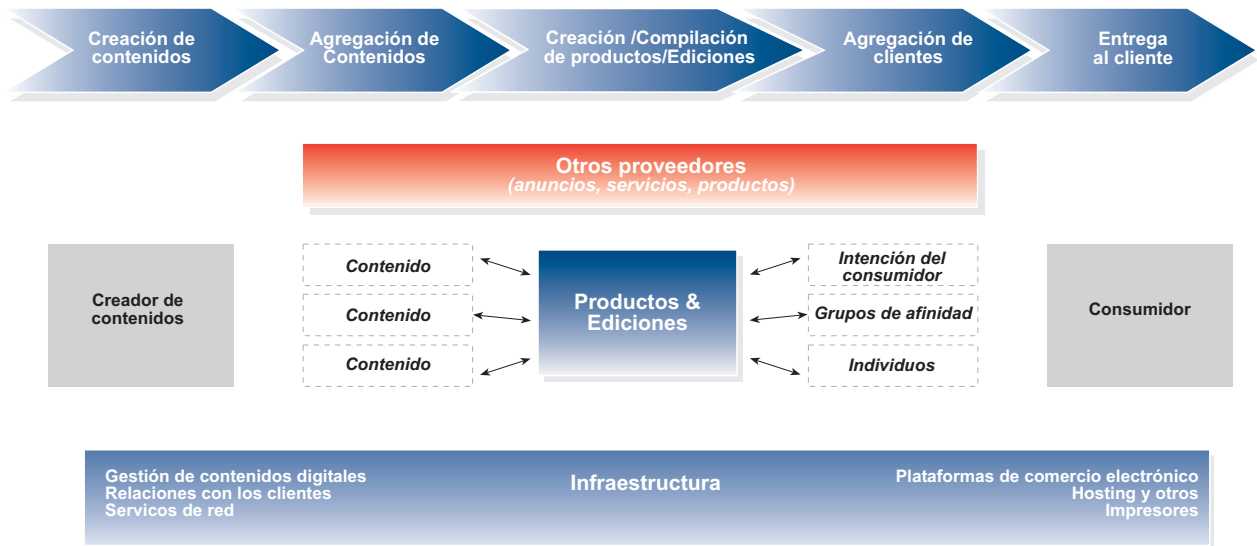 Creación de
contenidos
Agregación de
Contenidos
Creación /Compilación
de productos/Ediciones
Agregación de
clientes
Entrega
al cliente
Otros proveedores
(anuncios, servicios, productos)
Creador de
contenidos
Contenido
Contenido
Contenido
Productos &
Ediciones
Intención del
consumidor
Grupos de afinidad
Individuos
Consumidor
Gestión de contenidos digitales
Relaciones con los clientes
Servicos de red
Infraestructura
Plataformas de comercio electrónico
Hosting y otros
Impresores